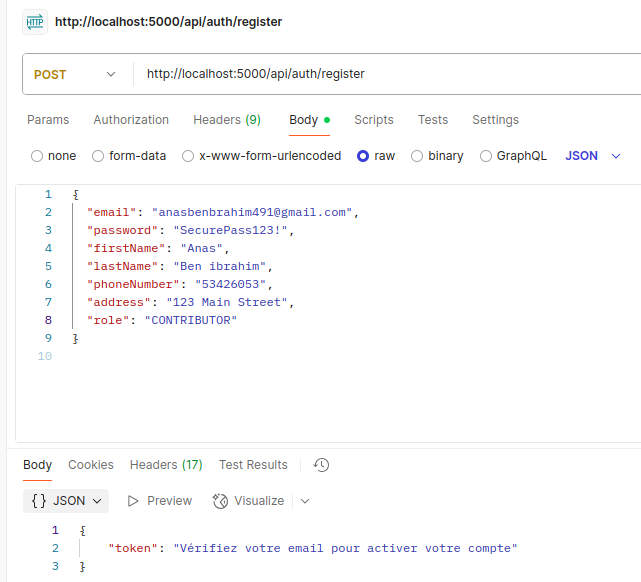 HTTP http://localhost:5000/api/auth/register
POST http://localhost:5000/api/auth/register
Params Authorization Headers (9) Body Scripts Tests Settings
none form-data x-www-form-urlencoded raw binary GraphQL JSON
1 {
2 "email": "anasbenbrahim491@gmail.com",
3 "password": "SecurePass123!",
4 "firstName": "Anas",
5 "lastName": "Ben ibrahim",
6 "phoneNumber": "53426053",
7 "address": "123 Main Street",
8 "role": "CONTRIBUTOR"
9 }
10
Body Cookies Headers (17) Test Results
{} JSON Preview Visualize
1 {
2 "token": "Vérifiez votre email pour activer votre compte"
3 }